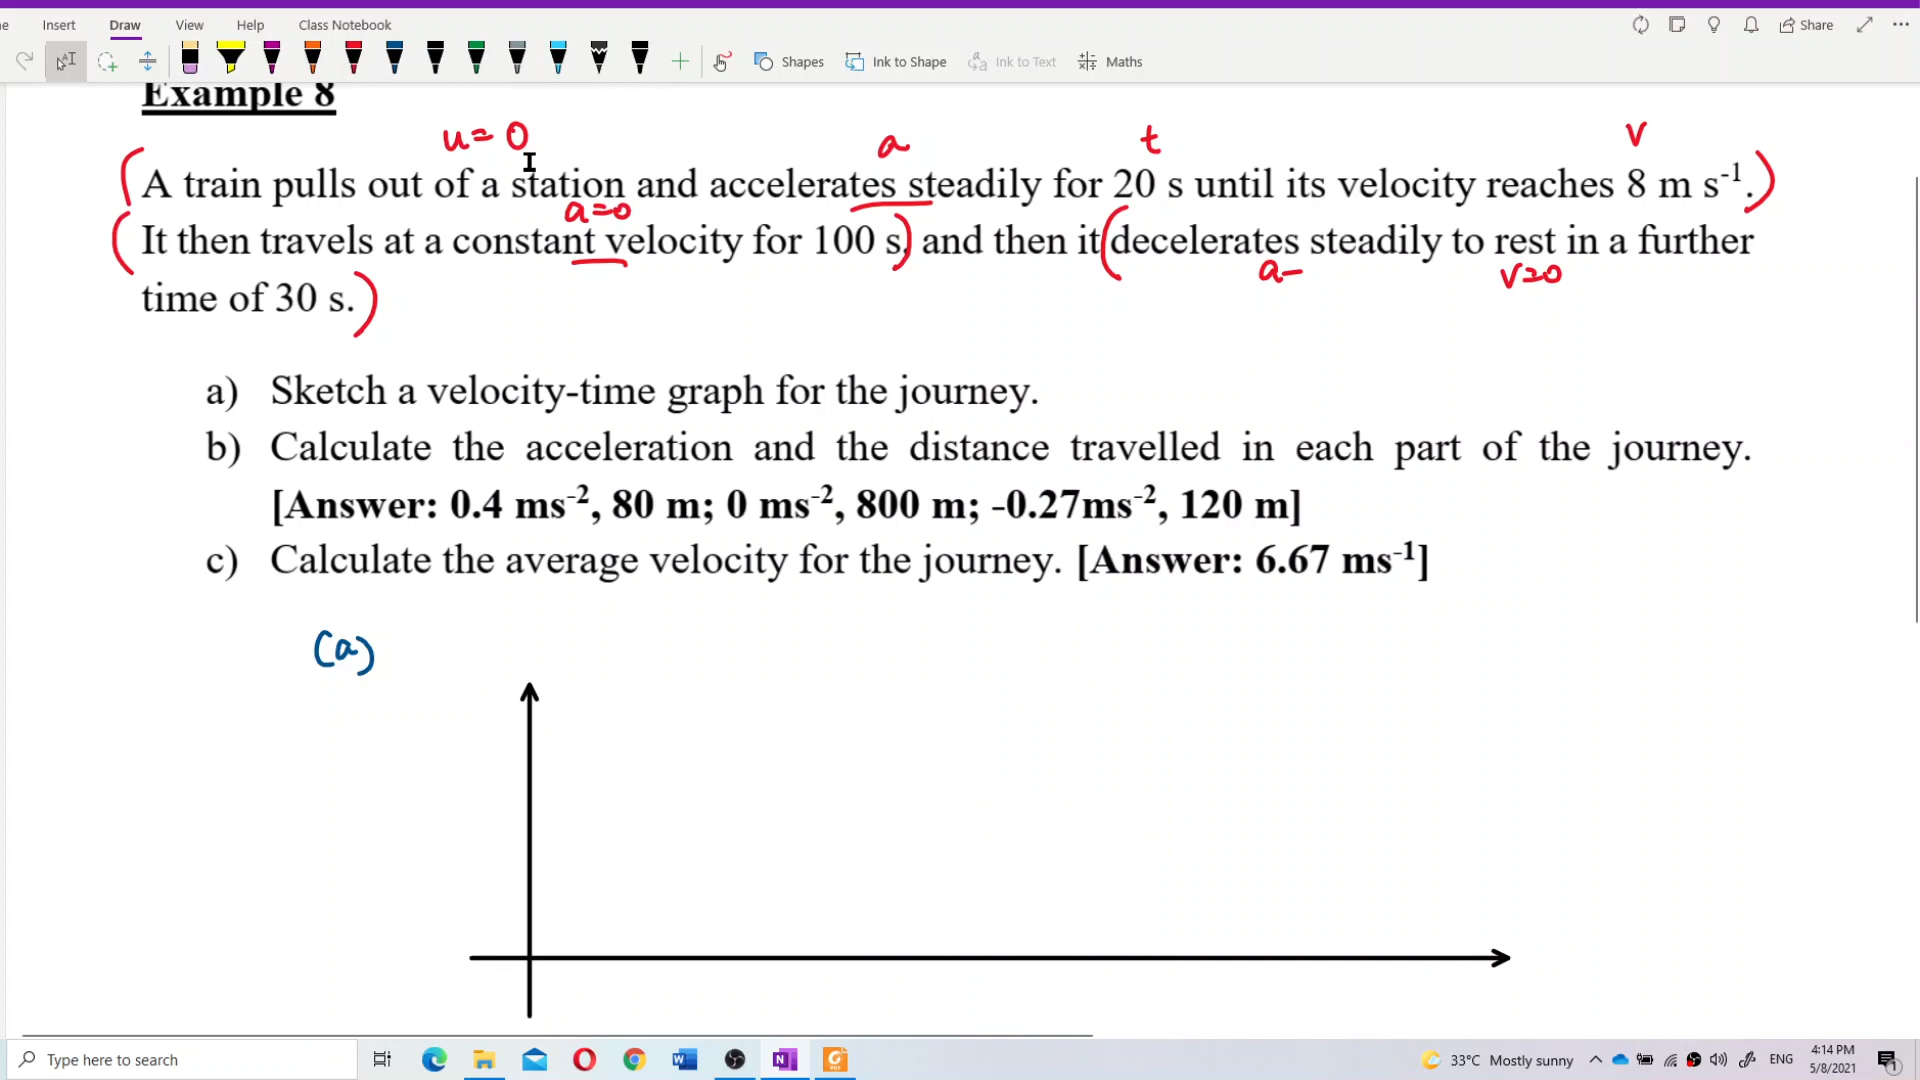 Insert Draw View Help Class Notebook Share
Shapes Ink to Shape Ink to Text Maths
Example 8
u=0 a t v
A train pulls out of a station and accelerates steadily for 20 s until its velocity reaches 8 m s⁻¹.
a=0
It then travels at a constant velocity for 100 s, and then it decelerates steadily to rest in a further
a- v=0
time of 30 s.
a) Sketch a velocity-time graph for the journey.
b) Calculate the acceleration and the distance travelled in each part of the journey.
[Answer: 0.4 ms⁻², 80 m; 0 ms⁻², 800 m; -0.27ms⁻², 120 m]
c) Calculate the average velocity for the journey. [Answer: 6.67 ms⁻¹]
(a)
Type here to search
33°C Mostly sunny
ENG
4:14 PM
5/8/2021